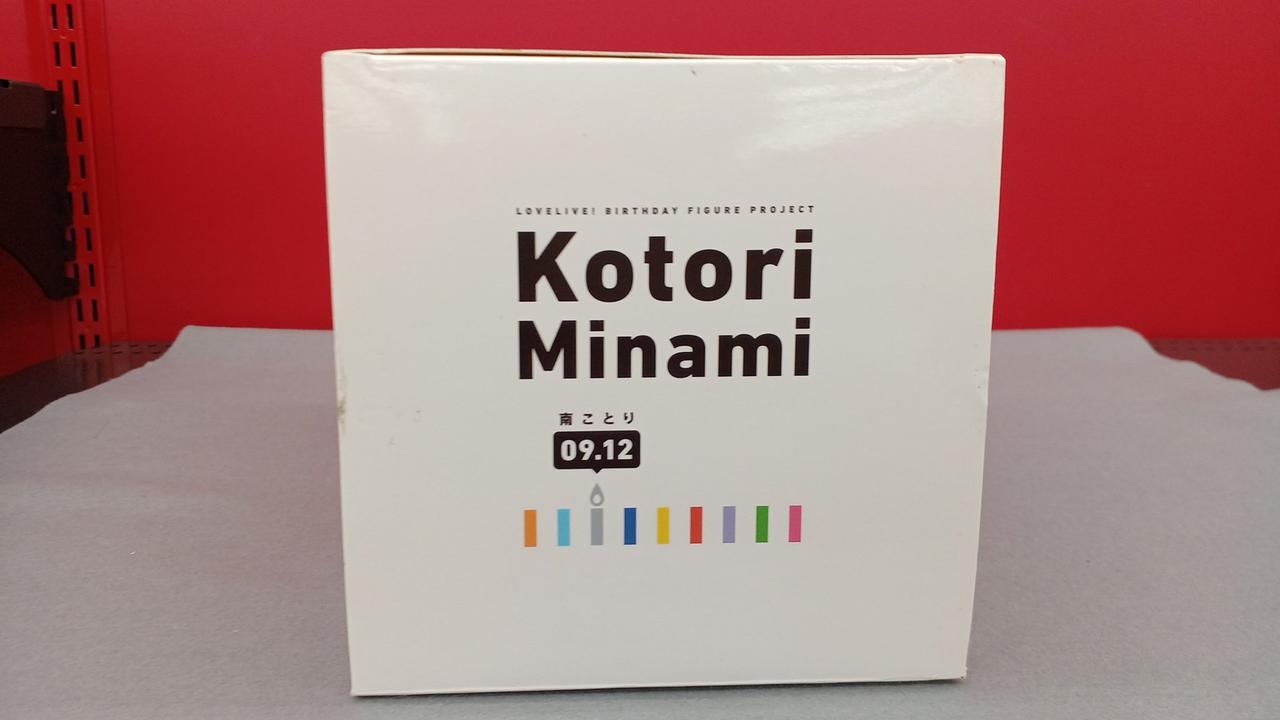 LOVELIVE! BIRTHDAY FIGURE PROJECT
Kotori
Minami
南ことり
09.12